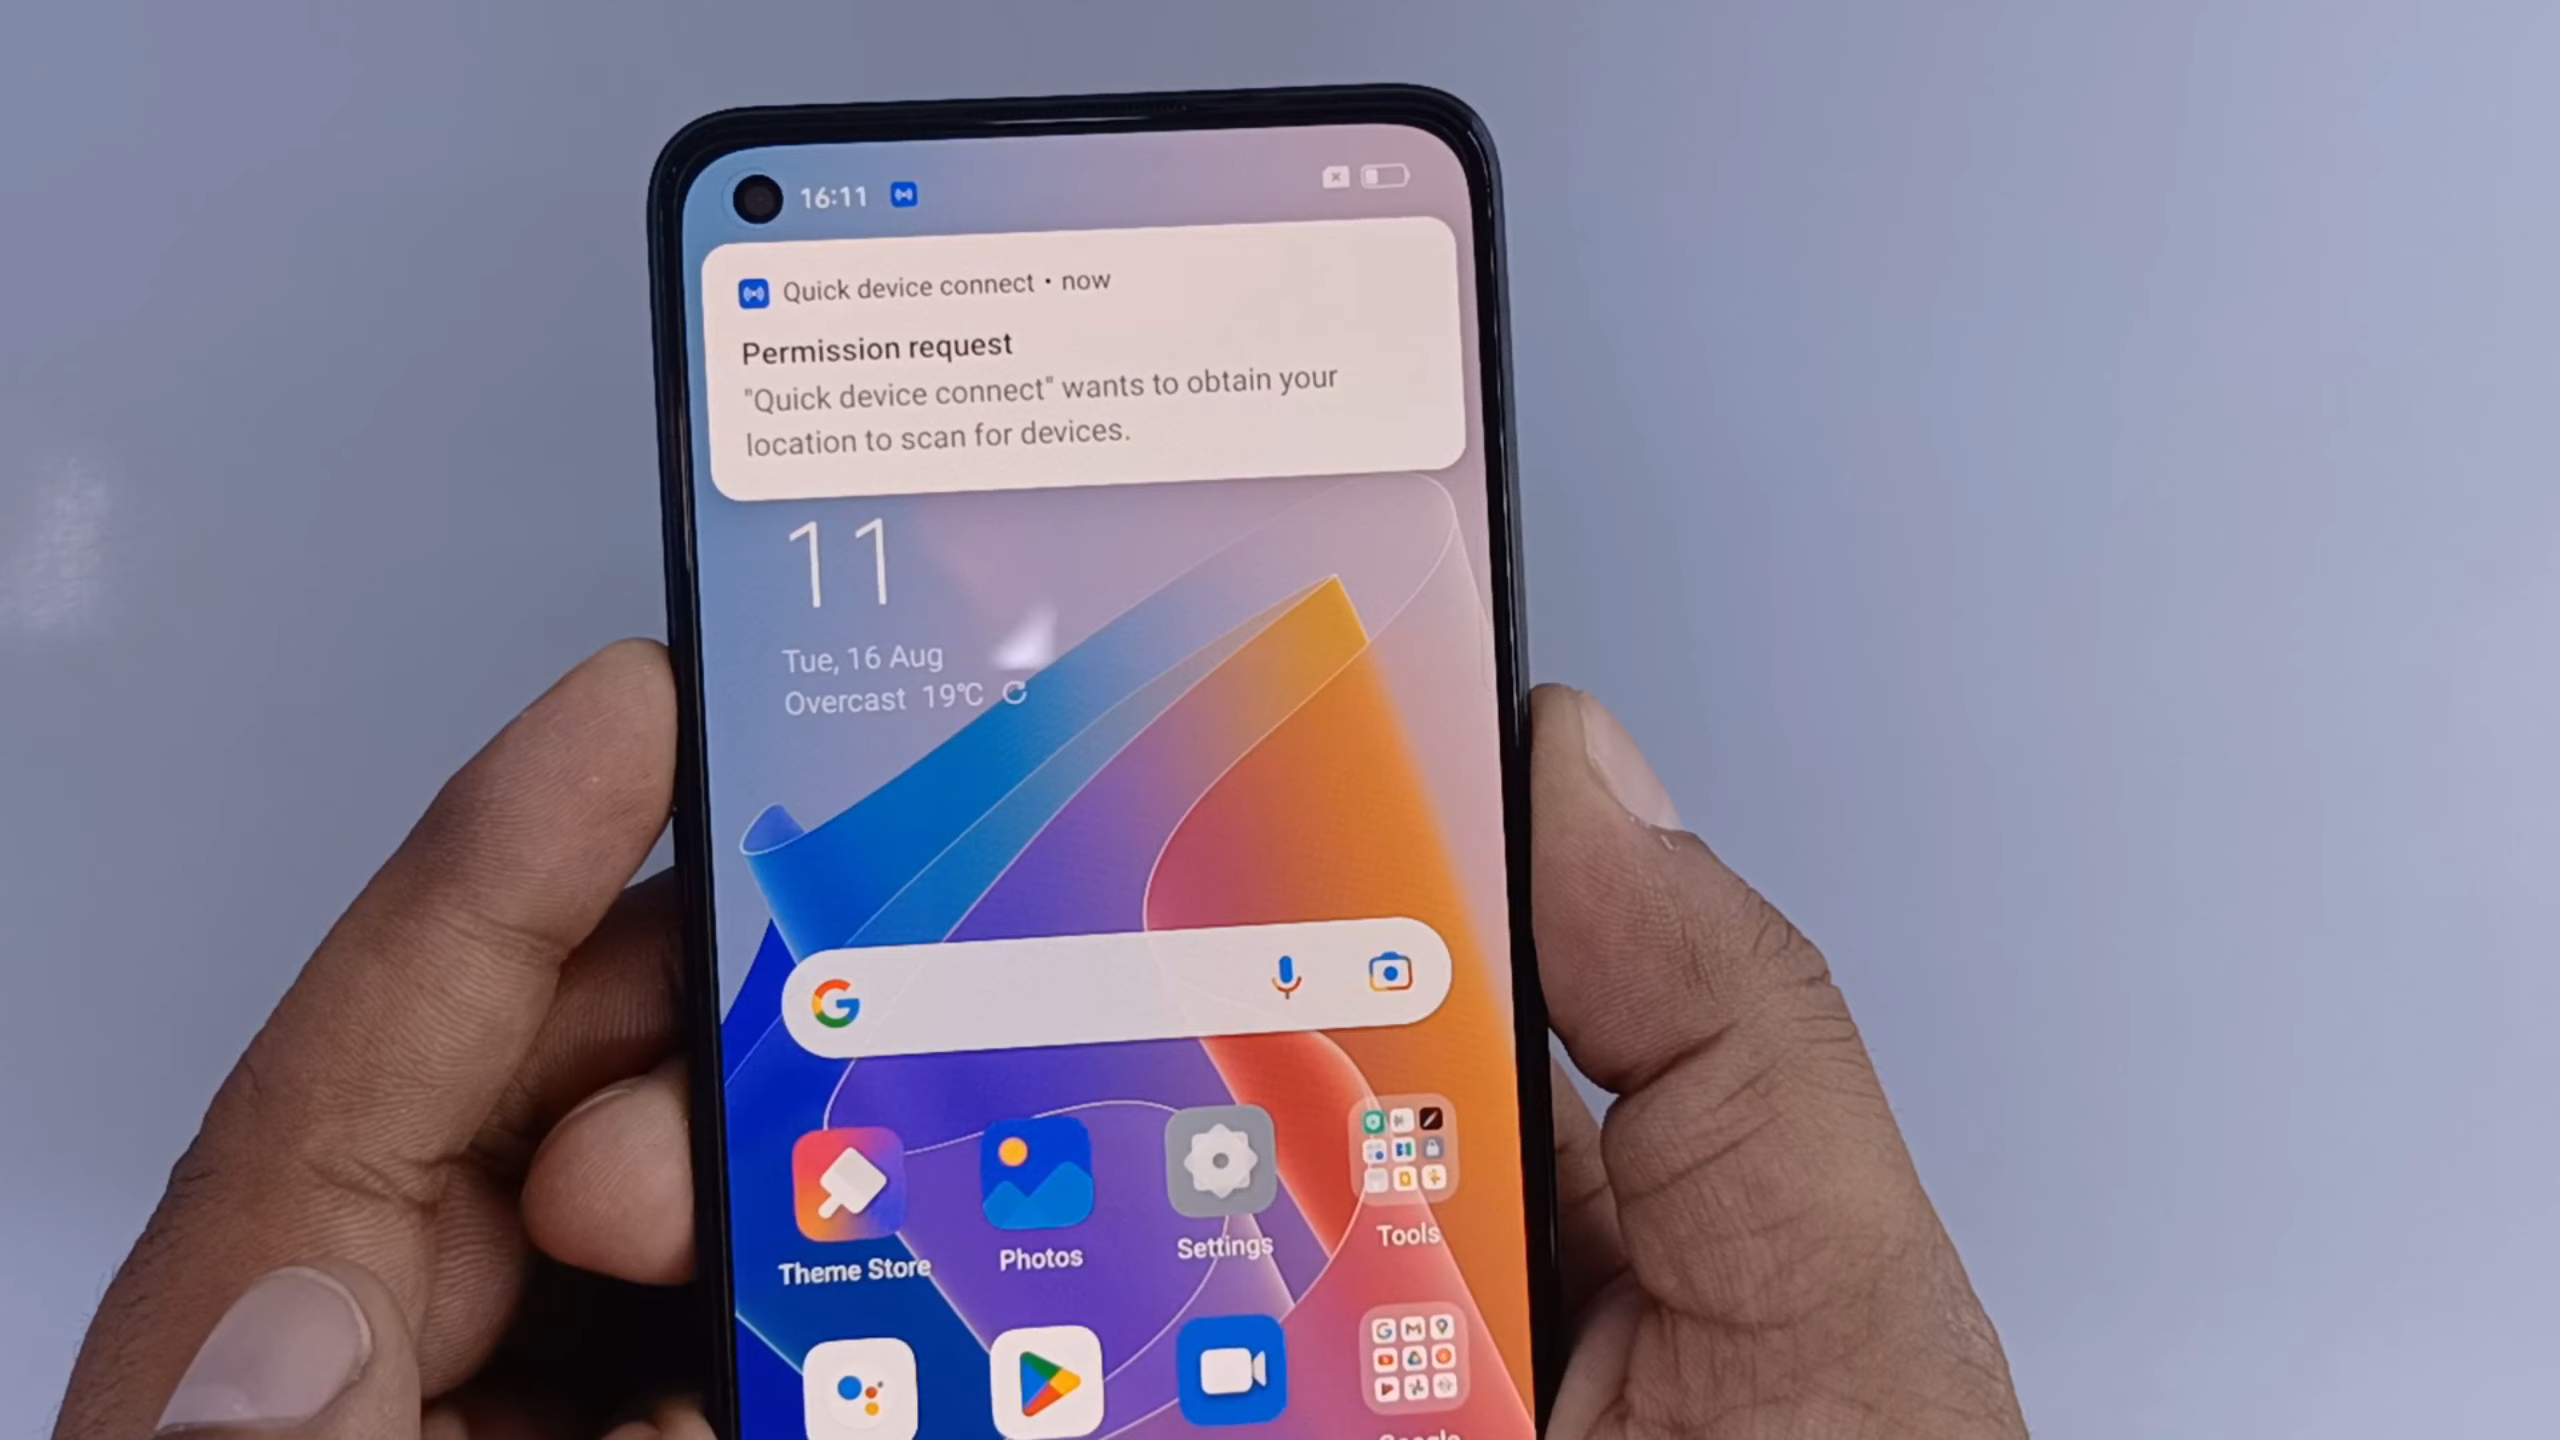 16:11
Quick device connect • now
Permission request
"Quick device connect" wants to obtain your
location to scan for devices.
11
Tue, 16 Aug
Overcast 19°C
Theme Store
Photos
Settings
Tools
Google